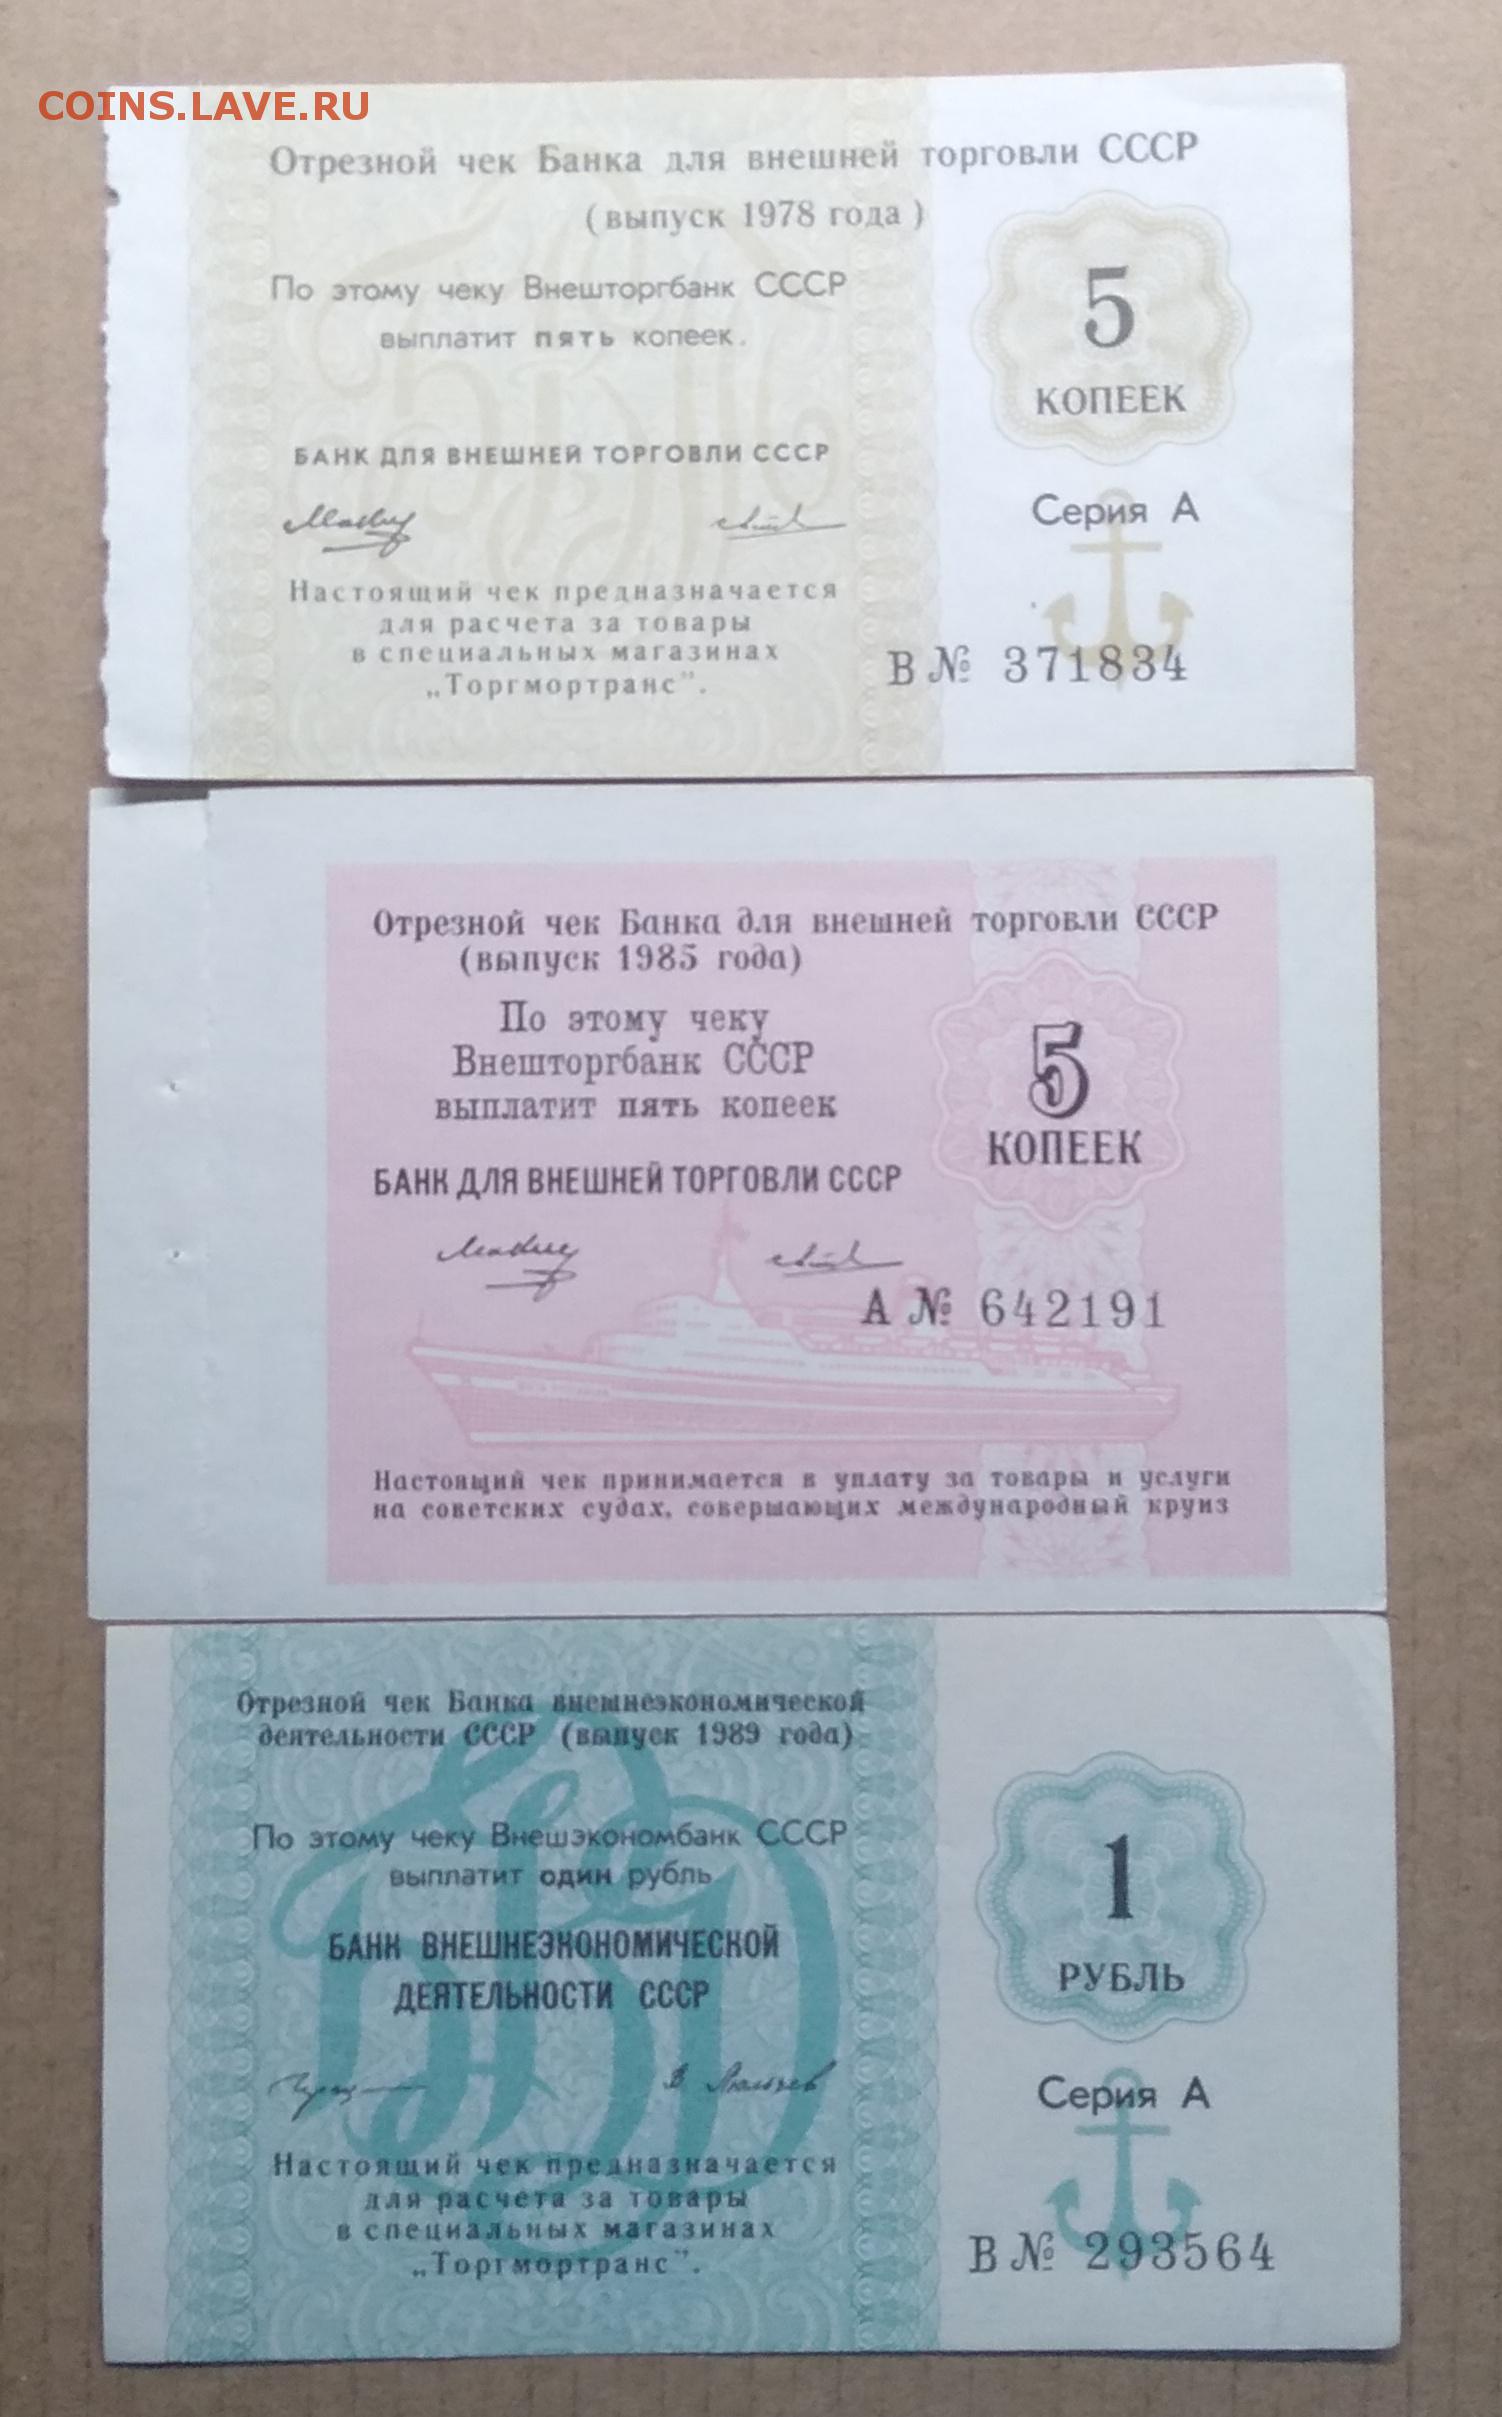 COINS.LAVE.RU
Отрезной чек Банка для внешней торговли СССР
(выпуск 1978 года)
По этому чеку Внешторгбанк СССР
выплатит пять копеек.
5
КОПЕЕК
БАНК ДЛЯ ВНЕШНЕЙ ТОРГОВЛИ СССР
Серия А
Настоящий чек предназначается
для расчета за товары
в специальных магазинах
„Торгмортранс”.
В № 371834
Отрезной чек Банка для внешней торговли СССР
(выпуск 1985 года)
По этому чеку
Внешторгбанк СССР
выплатит пять копеек
5
КОПЕЕК
БАНК ДЛЯ ВНЕШНЕЙ ТОРГОВЛИ СССР
А № 642191
Настоящий чек принимается в уплату за товары и услуги
на советских судах, совершающих международный круиз
Отрезной чек Банка внешнеэкономической
деятельности СССР (выпуск 1989 года)
По этому чеку Внешэкономбанк СССР
выплатит один рубль
1
РУБЛЬ
БАНК ВНЕШНЕЭКОНОМИЧЕСКОЙ
ДЕЯТЕЛЬНОСТИ СССР
Серия А
Настоящий чек предназначается
для расчета за товары
в специальных магазинах
„Торгмортранс”.
В № 293564